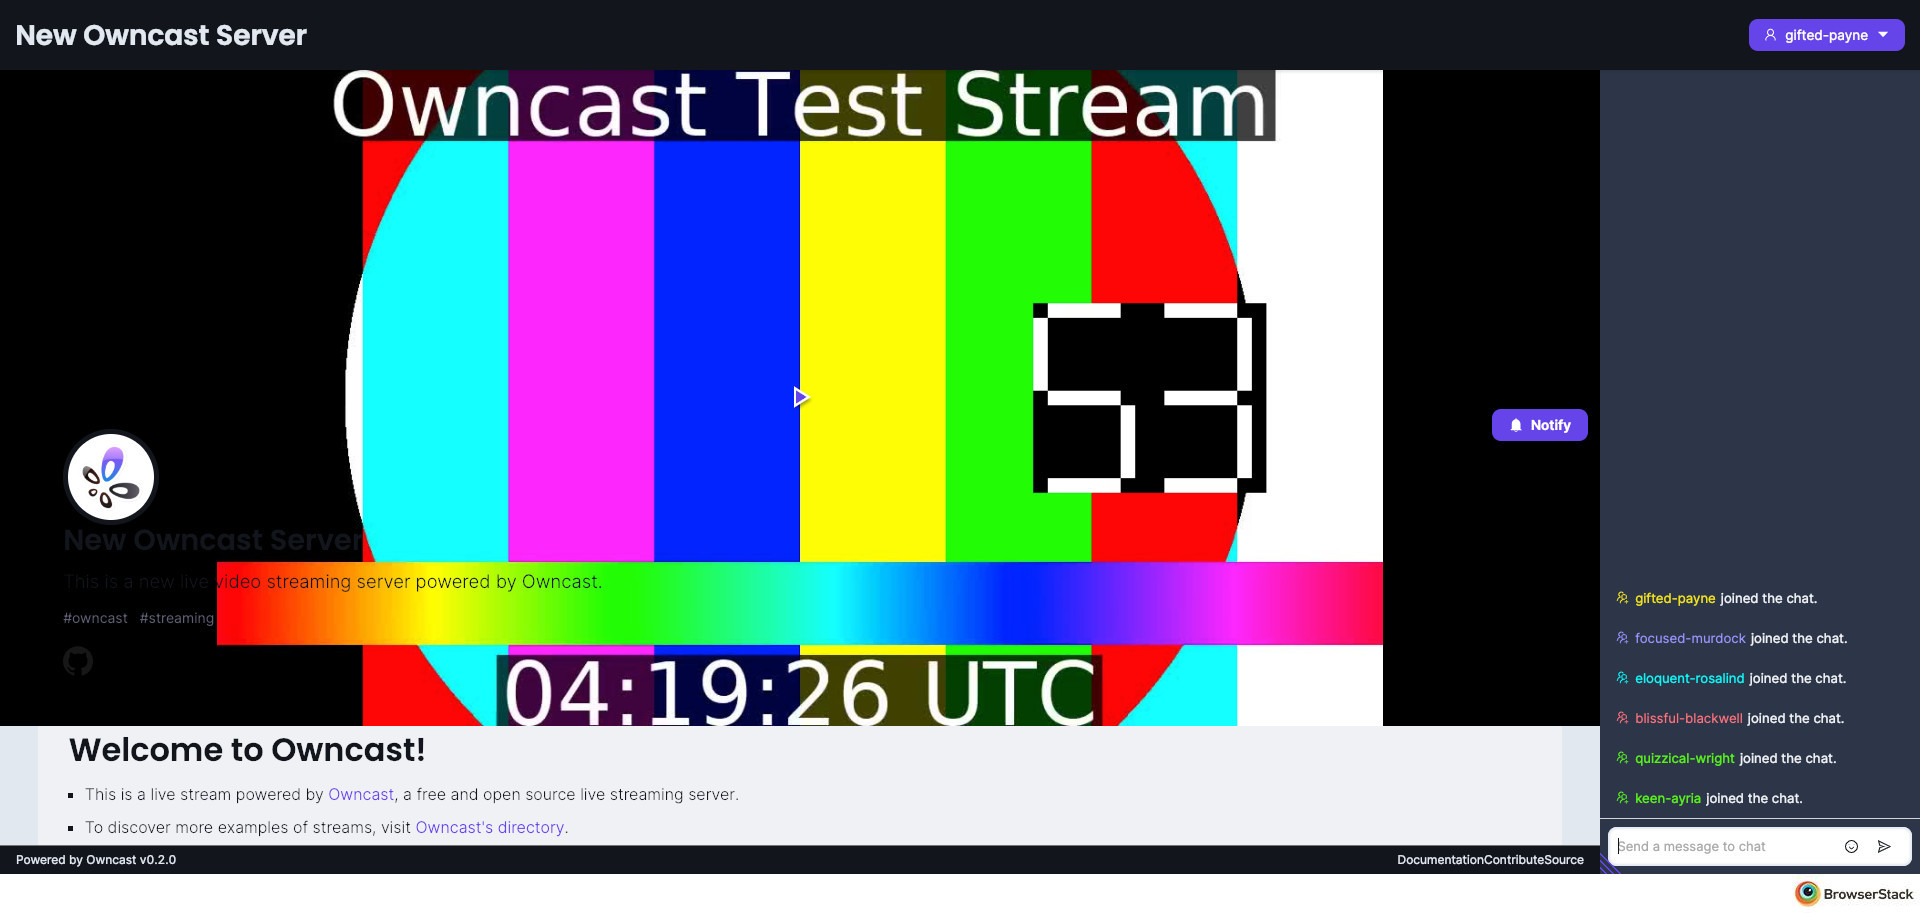 New Owncast Server
gifted-payne
Owncast Test Stream
53
Notify
New Owncast Server
This is a new live video streaming server powered by Owncast.
#owncast #streaming
04:19:26 UTC
Welcome to Owncast!
This is a live stream powered by Owncast, a free and open source live streaming server.
To discover more examples of streams, visit Owncast's directory.
Powered by Owncast v0.2.0
DocumentationContributeSource
gifted-payne joined the chat.
focused-murdock joined the chat.
eloquent-rosalind joined the chat.
blissful-blackwell joined the chat.
quizzical-wright joined the chat.
keen-ayria joined the chat.
Send a message to chat
BrowserStack